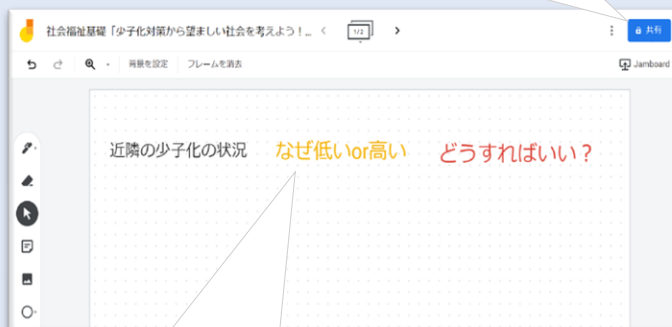 社会福祉基礎「少子化対策から望ましい社会を考えよう！...
1/2
共有
背景を設定 フレームを消去
Jamboard
近隣の少子化の状況 なぜ低いor高い どうすればいい？